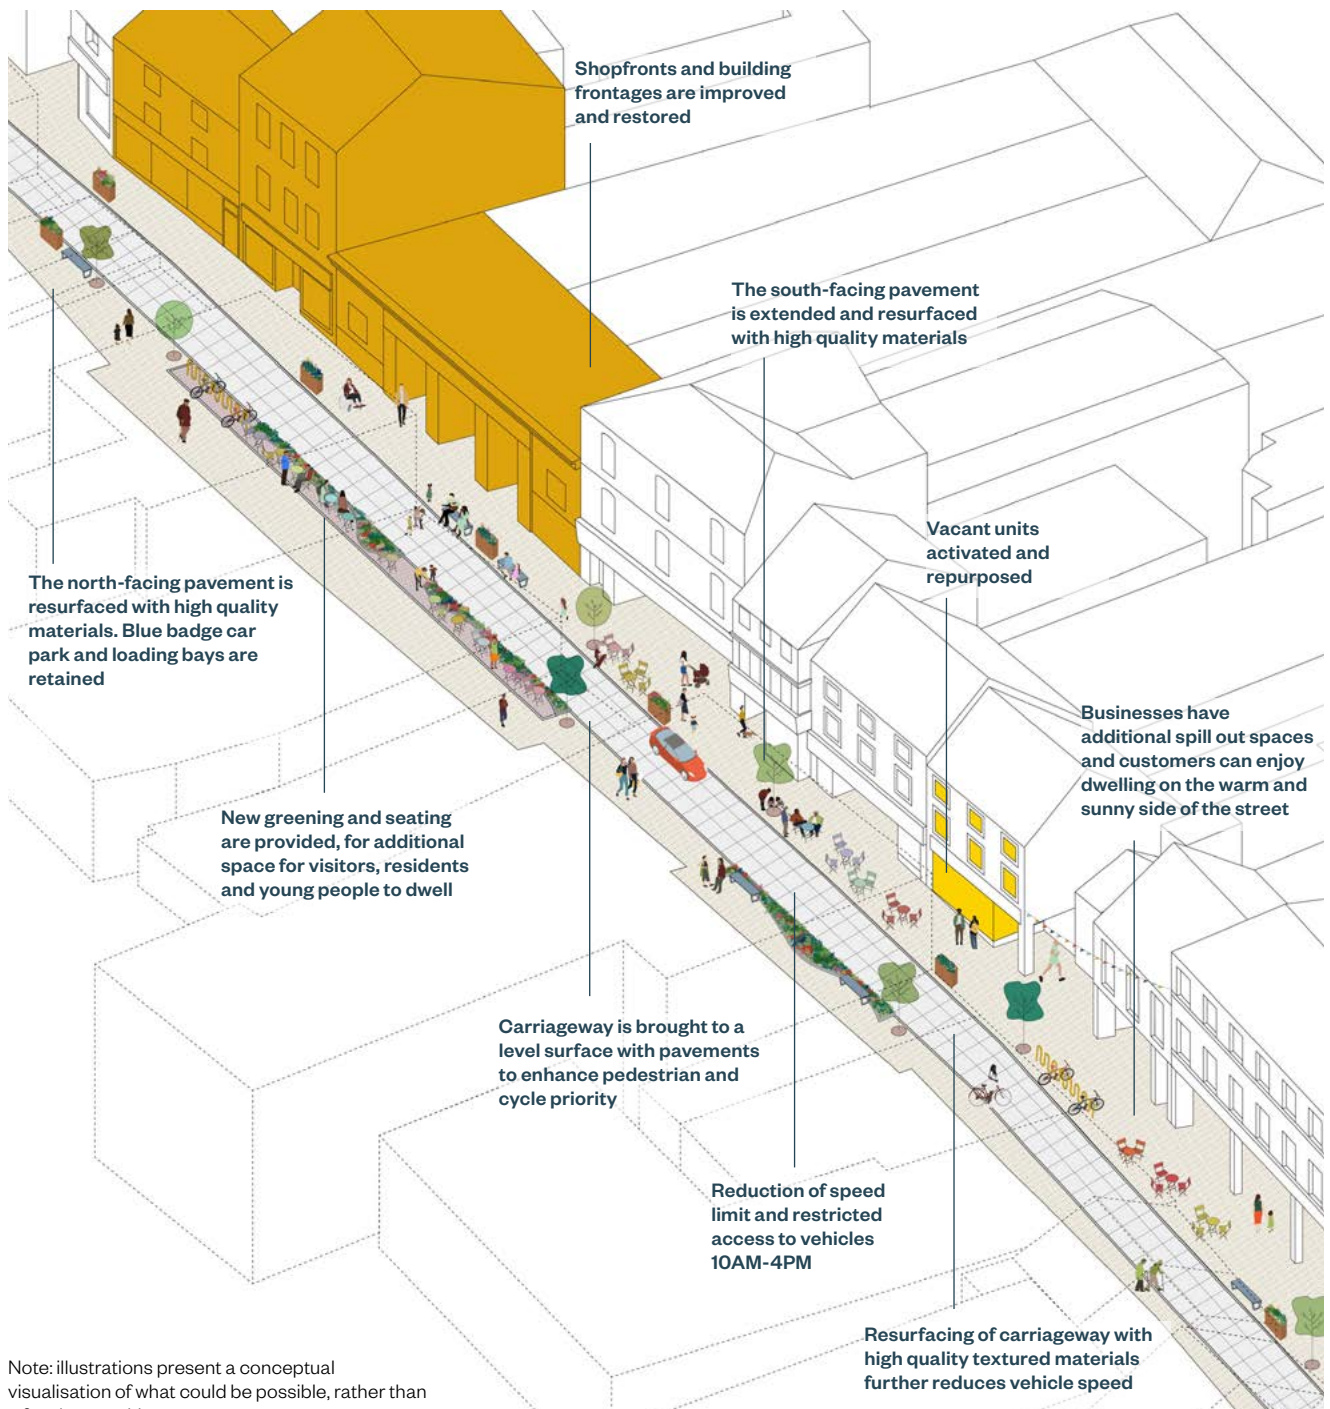 Shopfronts and building
frontages are improved
and restored
The south-facing pavement
is extended and resurfaced
with high quality materials
Vacant units
activated and
repurposed
The north-facing pavement is
resurfaced with high quality
materials. Blue badge car
park and loading bays are
retained
Businesses have
additional spill out spaces
and customers can enjoy
dwelling on the warm and
sunny side of the street
New greening and seating
are provided, for additional
space for visitors, residents
and young people to dwell
Carriageway is brought to a
level surface with pavements
to enhance pedestrian and
cycle priority
Reduction of speed
limit and restricted
access to vehicles
10AM-4PM
Resurfacing of carriageway with
high quality textured materials
further reduces vehicle speed
Note: illustrations present a conceptual
visualisation of what could be possible, rather than